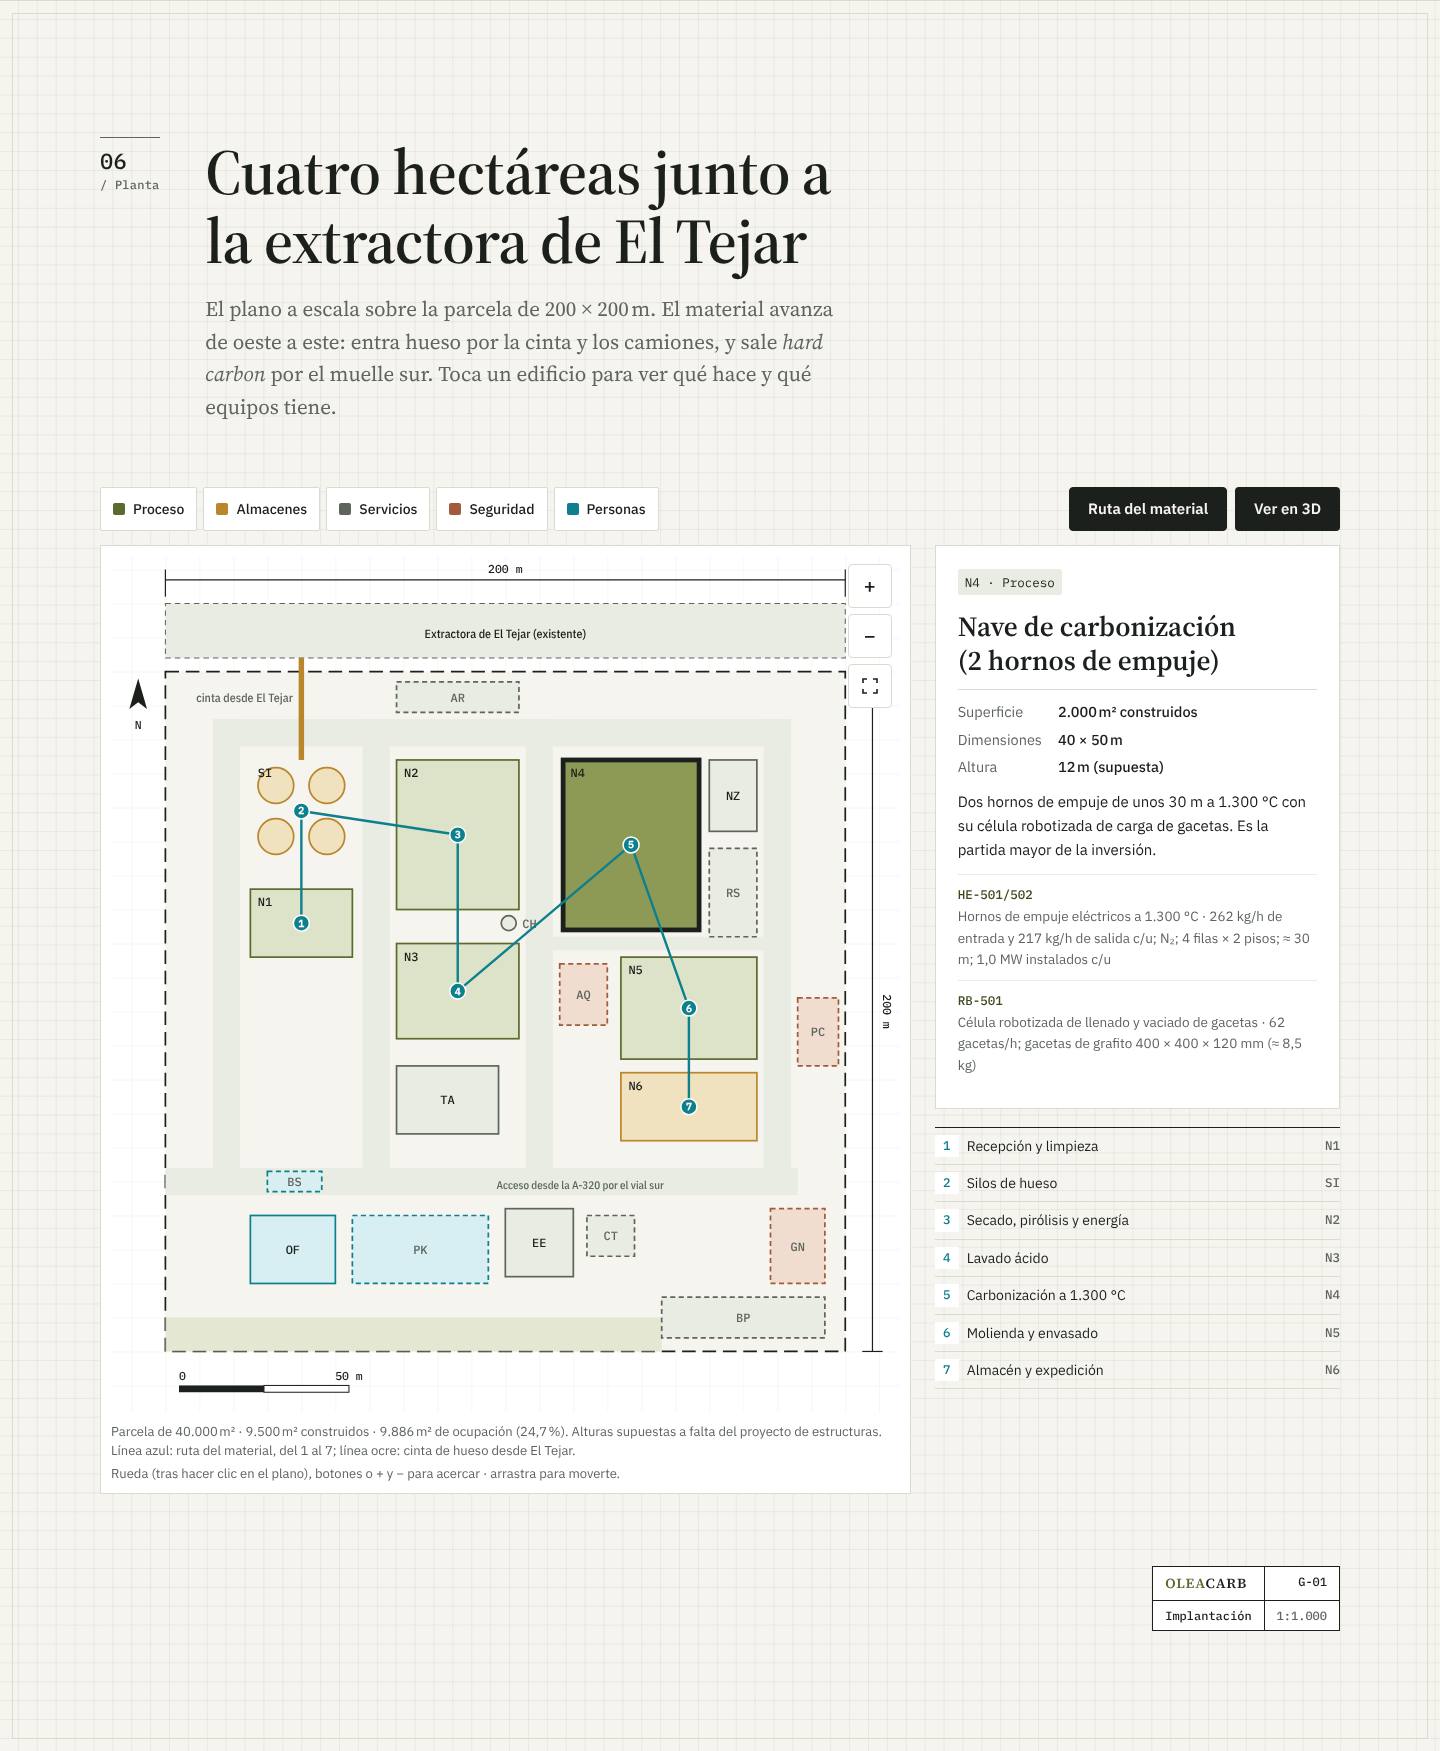 06
/ Planta
Cuatro hectáreas junto a
la extractora de El Tejar
El plano a escala sobre la parcela de 200 × 200 m. El material avanza
de oeste a este: entra hueso por la cinta y los camiones, y sale hard
carbon por el muelle sur. Toca un edificio para ver qué hace y qué
equipos tiene.
Proceso
Almacenes
Servicios
Seguridad
Personas
Ruta del material
Ver en 3D
200 m
+
−
Extractora de El Tejar (existente)
cinta desde El Tejar
N
AR
SI
N2
N4
NZ
2
3
5
RS
N1
1
CH
N3
4
AQ
N5
6
200 m
PC
TA
N6
7
BS
Acceso desde la A-320 por el vial sur
OF
PK
EE
CT
GN
BP
0
50 m
Parcela de 40.000 m² · 9.500 m² construidos · 9.886 m² de ocupación (24,7 %). Alturas supuestas a falta del proyecto de estructuras.
Línea azul: ruta del material, del 1 al 7; línea ocre: cinta de hueso desde El Tejar.
Rueda (tras hacer clic en el plano), botones o + y − para acercar · arrastra para moverte.
N4 · Proceso
Nave de carbonización
(2 hornos de empuje)
Superficie 2.000 m² construidos
Dimensiones 40 × 50 m
Altura 12 m (supuesta)
Dos hornos de empuje de unos 30 m a 1.300 °C con
su célula robotizada de carga de gacetas. Es la
partida mayor de la inversión.
HE-501/502
Hornos de empuje eléctricos a 1.300 °C · 262 kg/h de
entrada y 217 kg/h de salida c/u; N₂; 4 filas × 2 pisos; ≈ 30
m; 1,0 MW instalados c/u
RB-501
Célula robotizada de llenado y vaciado de gacetas · 62
gacetas/h; gacetas de grafito 400 × 400 × 120 mm (≈ 8,5
kg)
1 Recepción y limpieza N1
2 Silos de hueso SI
3 Secado, pirólisis y energía N2
4 Lavado ácido N3
5 Carbonización a 1.300 °C N4
6 Molienda y envasado N5
7 Almacén y expedición N6
OLEACARB G-01
Implantación 1:1.000